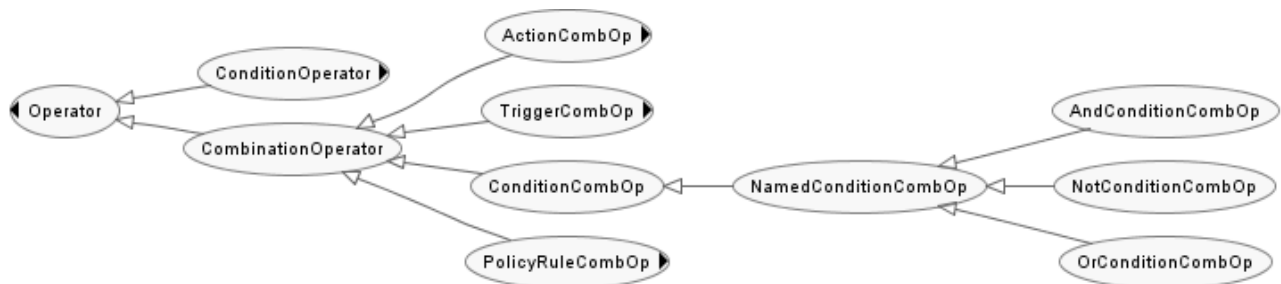 ActionCombOp
ConditionOperator
Operator
TriggerCombOp
AndConditionCombOp
CombinationOperator
ConditionCombOp
NamedConditionCombOp
NotConditionCombOp
PolicyRuleCombOp
OrConditionCombOp